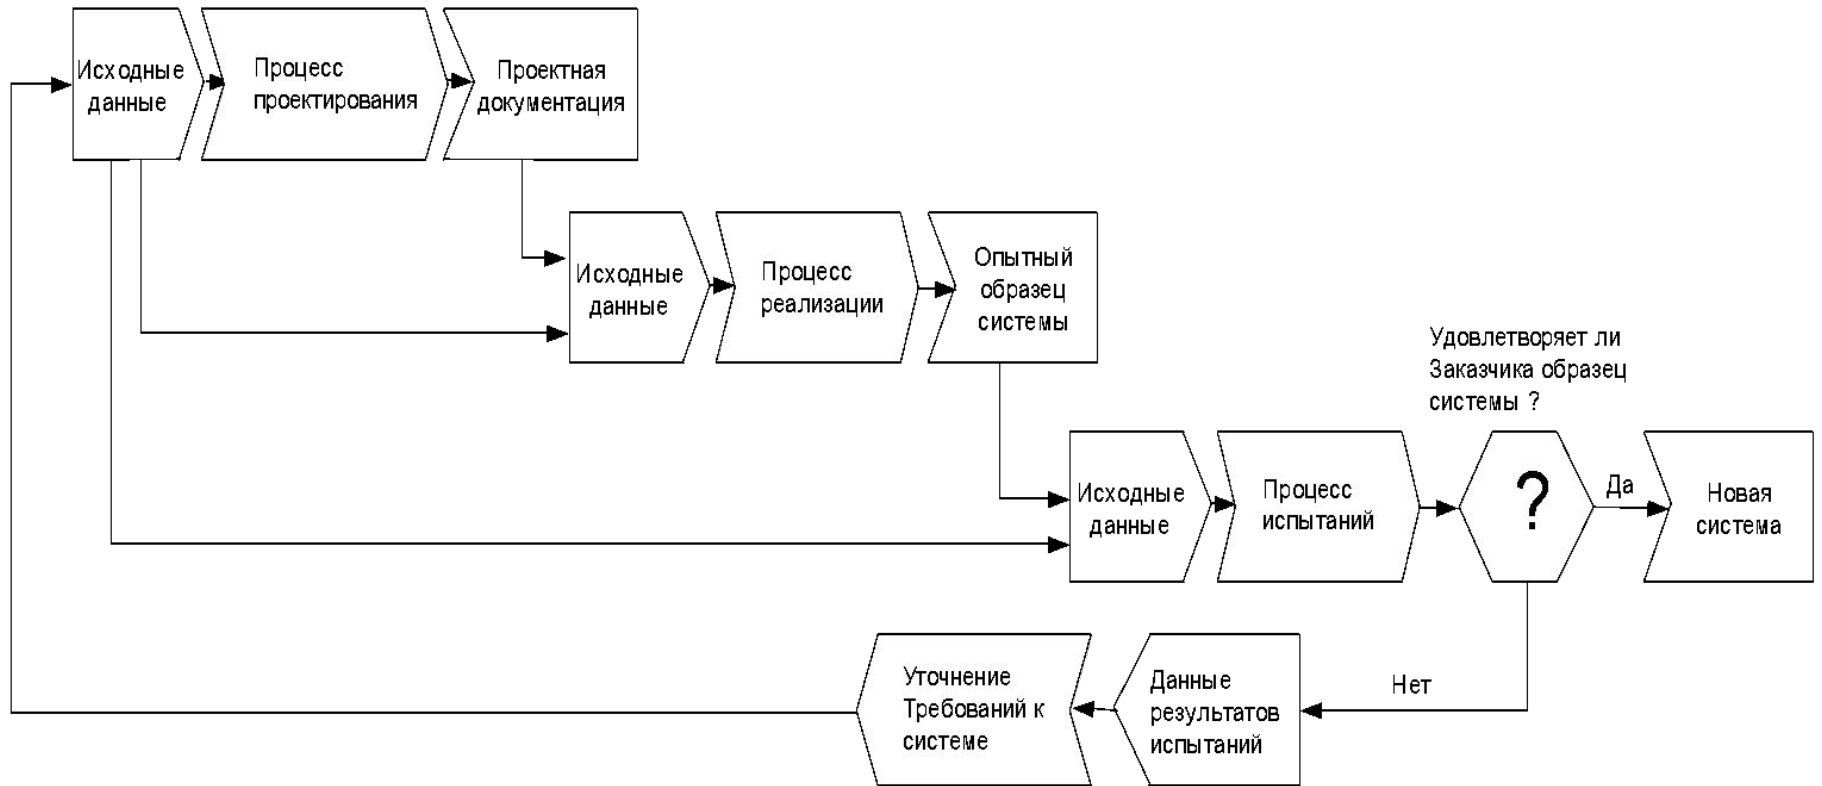 Исходные
данные
Процесс
проектирования
Проектная
документация
Исходные
данные
Процесс
реализации
Опытный
образец
системы
Удовлетворяет ли
Заказчика образец
системы ?
Исходные
данные
Процесс
испытаний
?
Да
Новая
система
Уточнение
Требований к
системе
Данные
результатов
испытаний
Нет